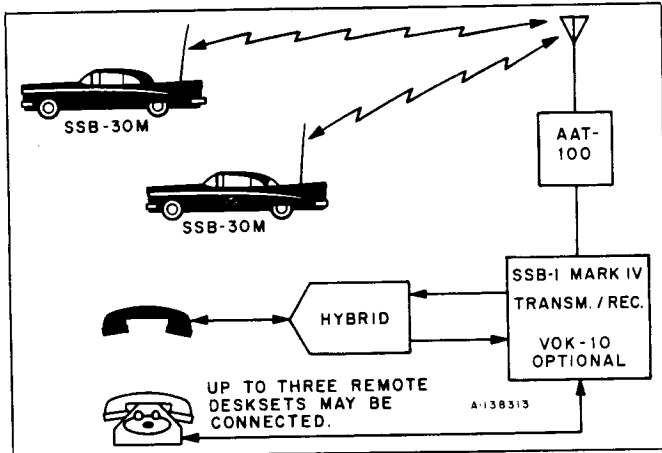 SSB-30M
SSB-30M
AAT-
100
SSB-1 MARK IV
TRANSM./REC.
VOK-10
OPTIONAL
HYBRID
UP TO THREE REMOTE
DESKSETS MAY BE
CONNECTED.
A-138313